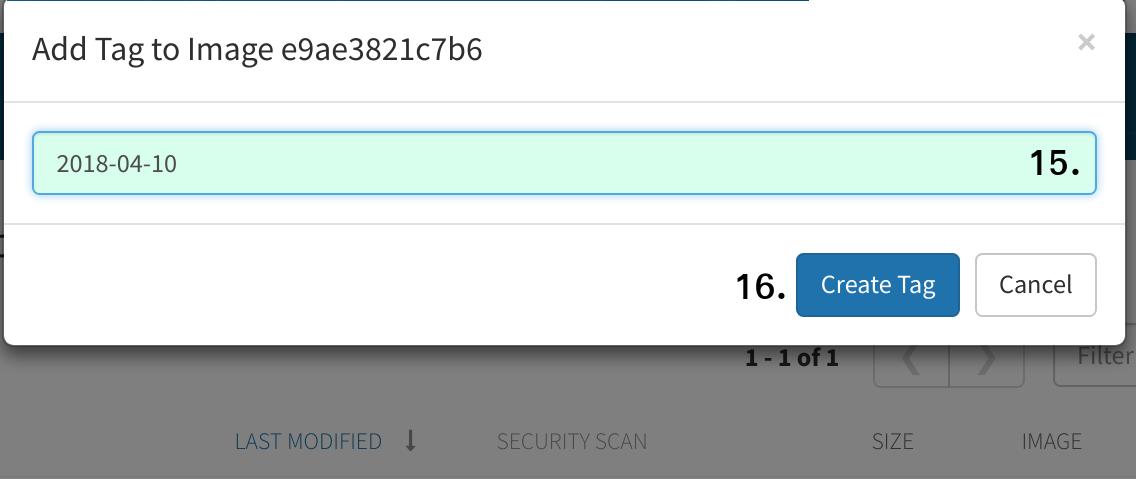 Add Tag to Image e9ae3821c7b6
×
2018-04-10 15.
16. Create Tag Cancel
1 - 1 of 1 Filter
LAST MODIFIED SECURITY SCAN SIZE IMAGE